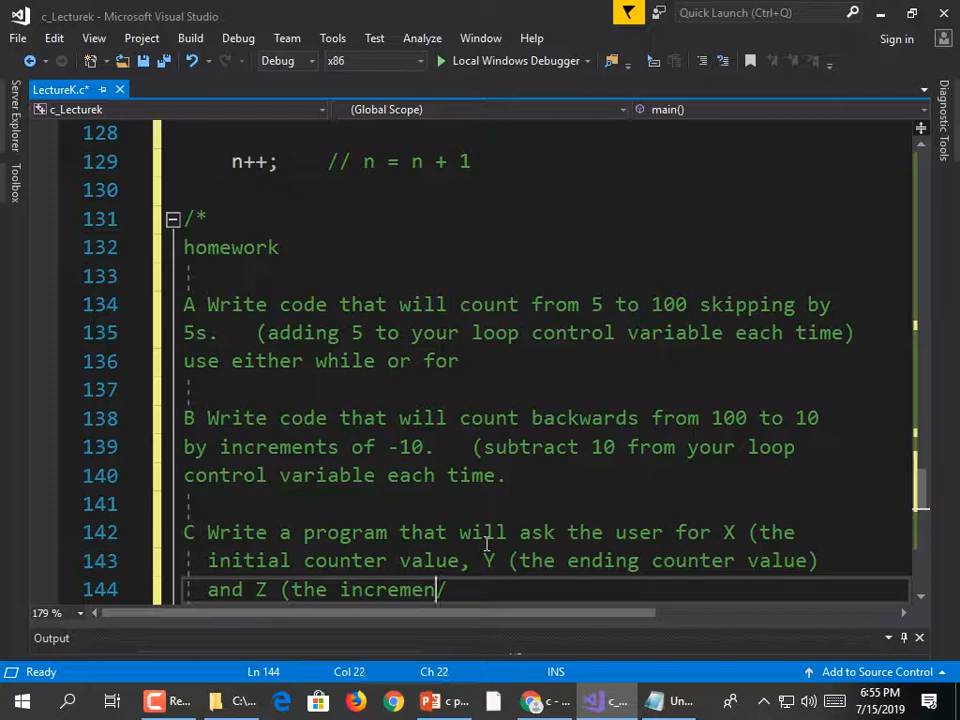 c_Lecturek - Microsoft Visual Studio
Quick Launch (Ctrl+Q)
File Edit View Project Build Debug Team Tools Test Analyze Window Help
Sign in
Debug x86 Local Windows Debugger
LectureK.c*
c_Lecturek (Global Scope) main()
Server Explorer
Toolbox
Diagnostic Tools
128
129 n++; // n = n + 1
130
131 /*
132 homework
133
134 A Write code that will count from 5 to 100 skipping by
135 5s. (adding 5 to your loop control variable each time)
136 use either while or for
137
138 B Write code that will count backwards from 100 to 10
139 by increments of -10. (subtract 10 from your loop
140 control variable each time.
141
142 C Write a program that will ask the user for X (the
143 initial counter value, Y (the ending counter value)
144 and Z (the incremen/
179 %
Output
Ready Ln 144 Col 22 Ch 22 INS Add to Source Control
Re... C:\... c p... c - ... c_... Un... 6:55 PM
7/15/2019